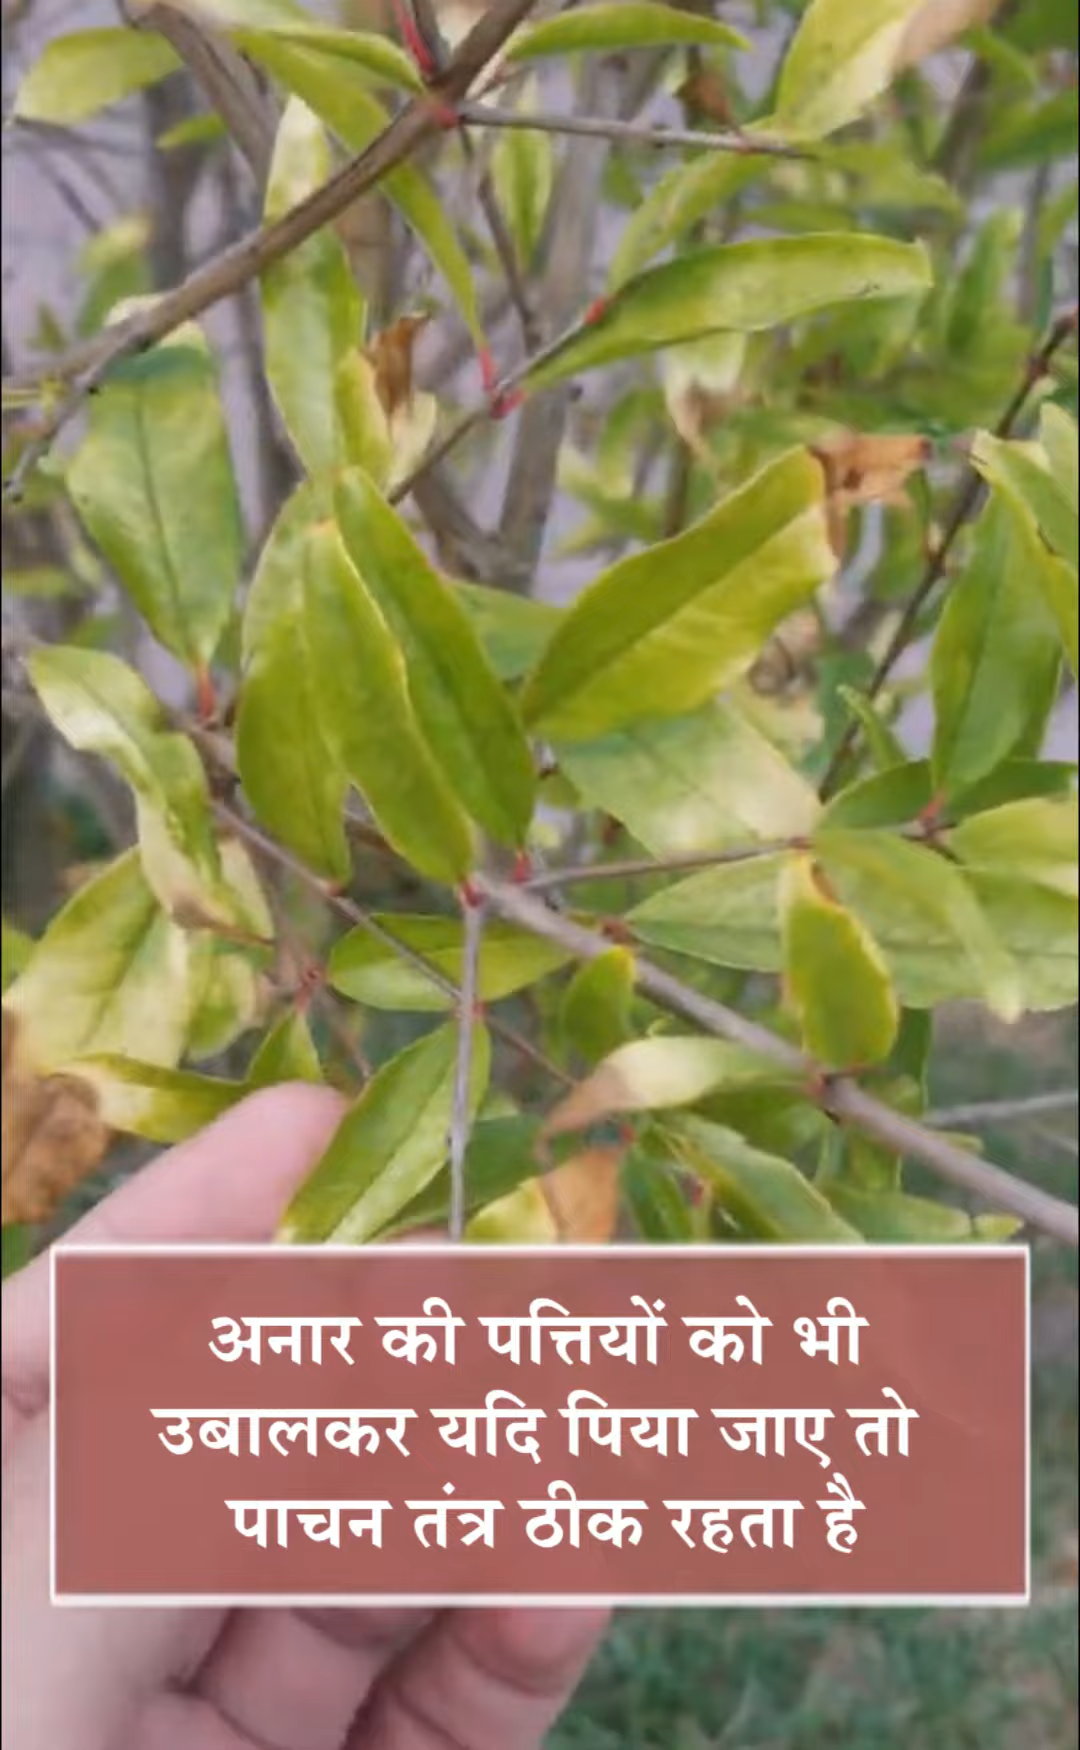 अनार की पत्तियों को भी
उबालकर यदि पिया जाए तो
पाचन तंत्र ठीक रहता है